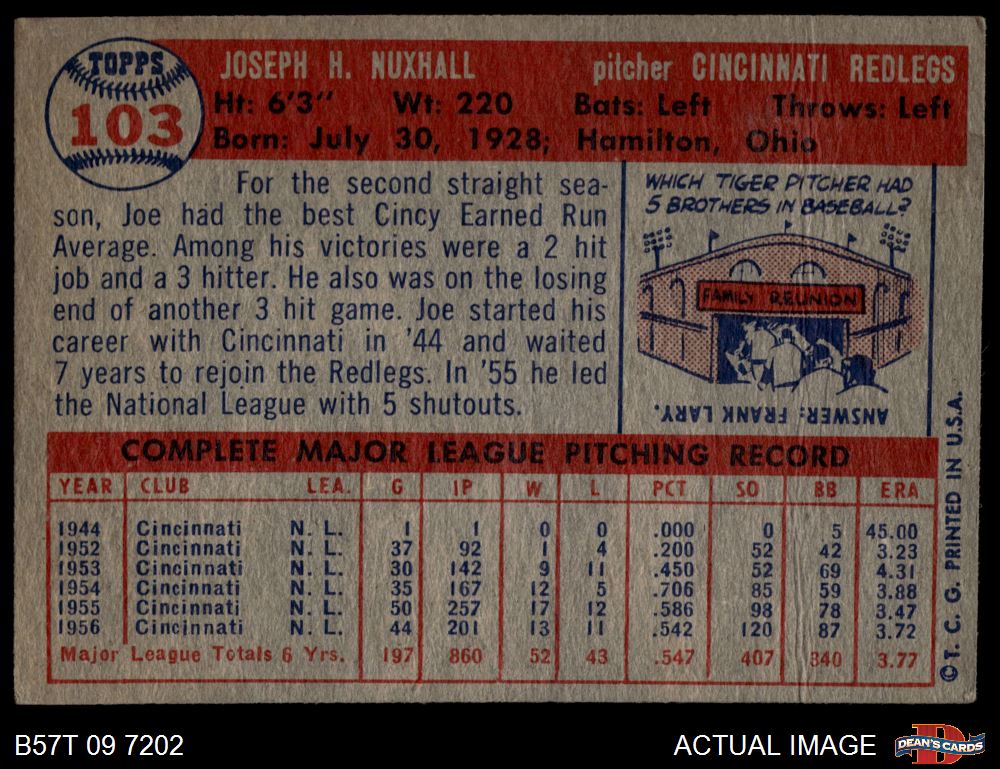 TOPPS
103
JOSEPH H. NUXHALL pitcher CINCINNATI REDLEGS
Ht: 6'3" Wt: 220 Bats: Left Throws: Left
Born: July 30, 1928; Hamilton, Ohio
For the second straight sea-
son, Joe had the best Cincy Earned Run
Average. Among his victories were a 2 hit
job and a 3 hitter. He also was on the losing
end of another 3 hit game. Joe started his
career with Cincinnati in '44 and waited
7 years to rejoin the Redlegs. In '55 he led
the National League with 5 shutouts.
WHICH TIGER PITCHER HAD
5 BROTHERS IN BASEBALL?
FAMILY REUNION
ANSWER: FRANK LARY.
COMPLETE MAJOR LEAGUE PITCHING RECORD
YEAR CLUB LEA. G IP W L PCT SO BB ERA
1944 Cincinnati N. L. 1 1 0 0 .000 0 5 45.00
1952 Cincinnati N. L. 37 92 1 4 .200 52 42 3.23
1953 Cincinnati N. L. 30 142 9 11 .450 52 69 4.31
1954 Cincinnati N. L. 35 167 12 5 .706 85 59 3.88
1955 Cincinnati N. L. 50 257 17 12 .586 98 78 3.47
1956 Cincinnati N. L. 44 201 13 11 .542 120 87 3.72
Major League Totals 6 Yrs. 197 860 52 43 .547 407 340 3.77
© T. C. G. PRINTED IN U.S.A.
B57T 09 7202 ACTUAL IMAGE
D
DEAN'S CARDS